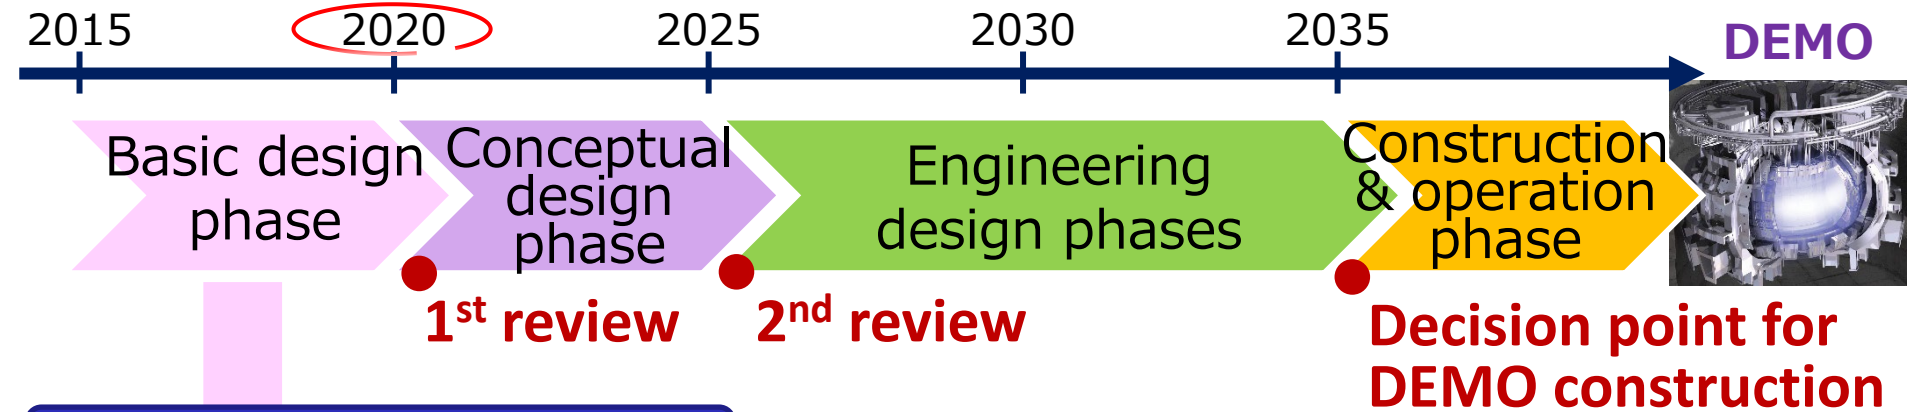 2015 2020 2025 2030 2035
DEMO
Basic design
phase
Conceptual
design
phase
Engineering
design phases
Construction
& operation
phase
1st review
2nd review
Decision point for
DEMO construction